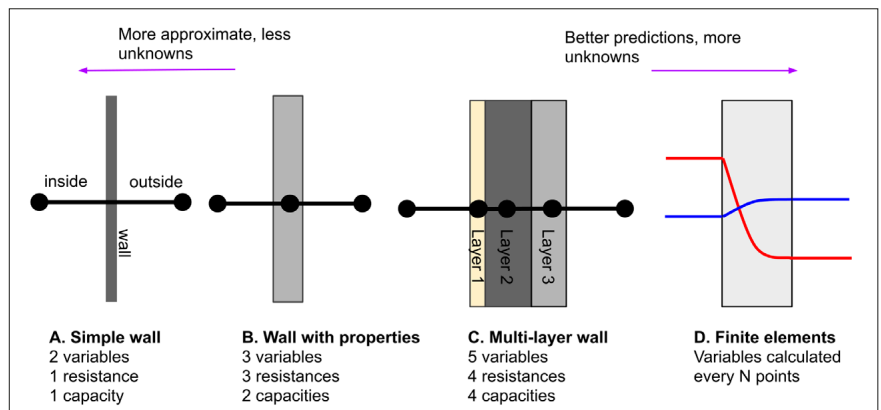 More approximate, less
unknowns
Better predictions, more
unknowns
inside
outside
wall
Layer 1
Layer 2
Layer 3
A. Simple wall
2 variables
1 resistance
1 capacity
B. Wall with properties
3 variables
3 resistances
2 capacities
C. Multi-layer wall
5 variables
4 resistances
4 capacities
D. Finite elements
Variables calculated
every N points